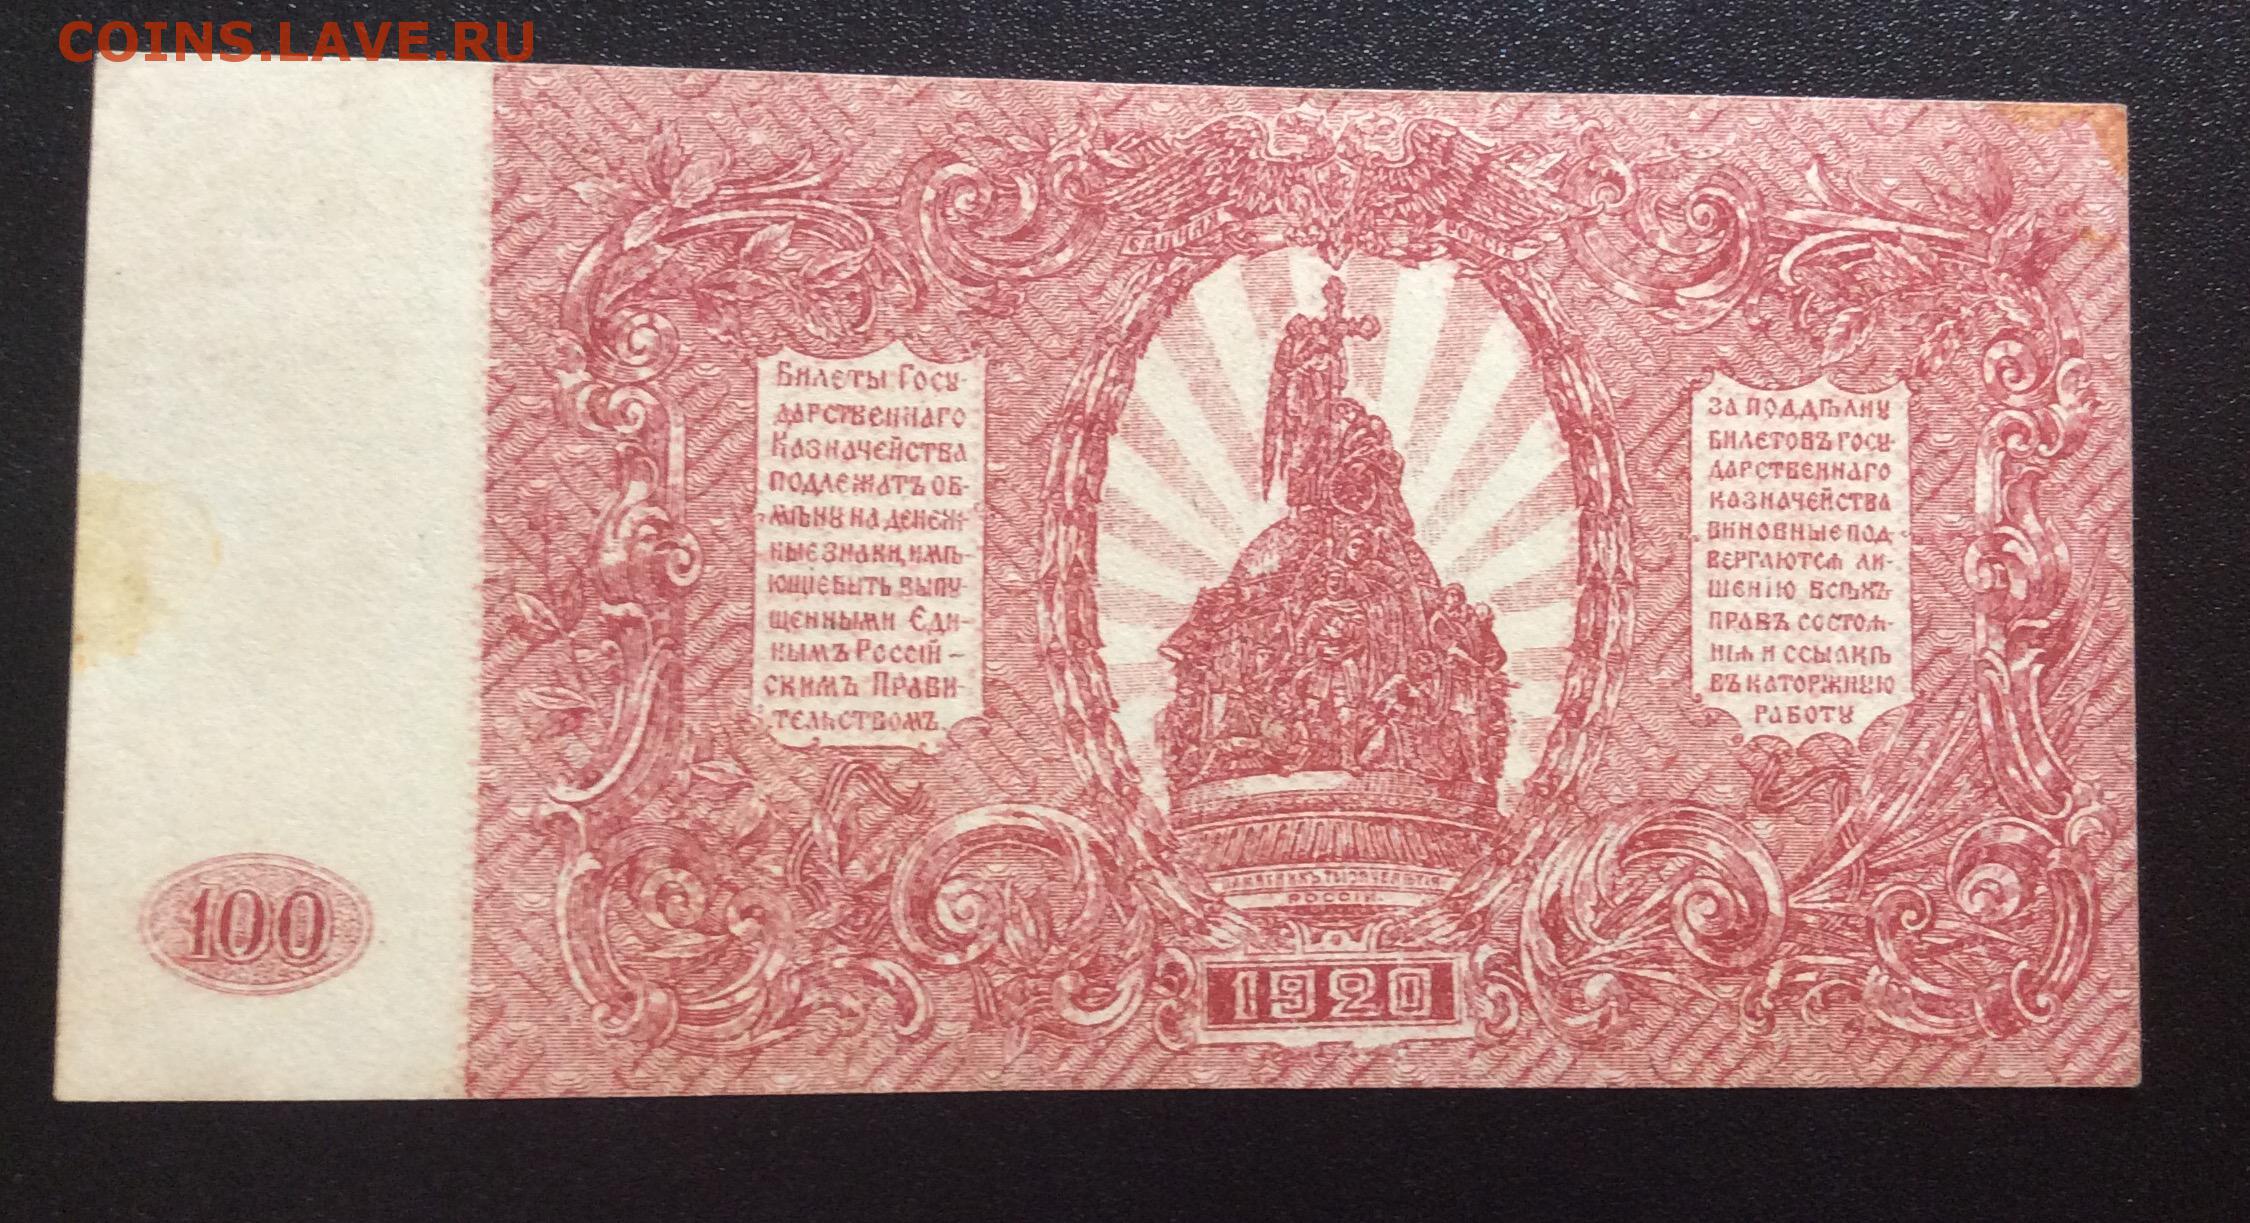 COINS.LAVE.RU
Билеты Госу-
дарственнаго
Казначейства
подлежатъ об-
мѣну на денеж-
ные знаки, имѣ-
ющіе быть выпу-
щенными Еди-
нымъ Россій-
скимъ Прави-
тельствомъ.
За поддѣлку
билетовъ Госу-
дарственнаго
казначейства
виновные под-
вергаются ли-
шенію всѣхъ
правъ состоя-
нія и ссылкѣ
въ каторжную
работу
РОССІИ.
100
1920